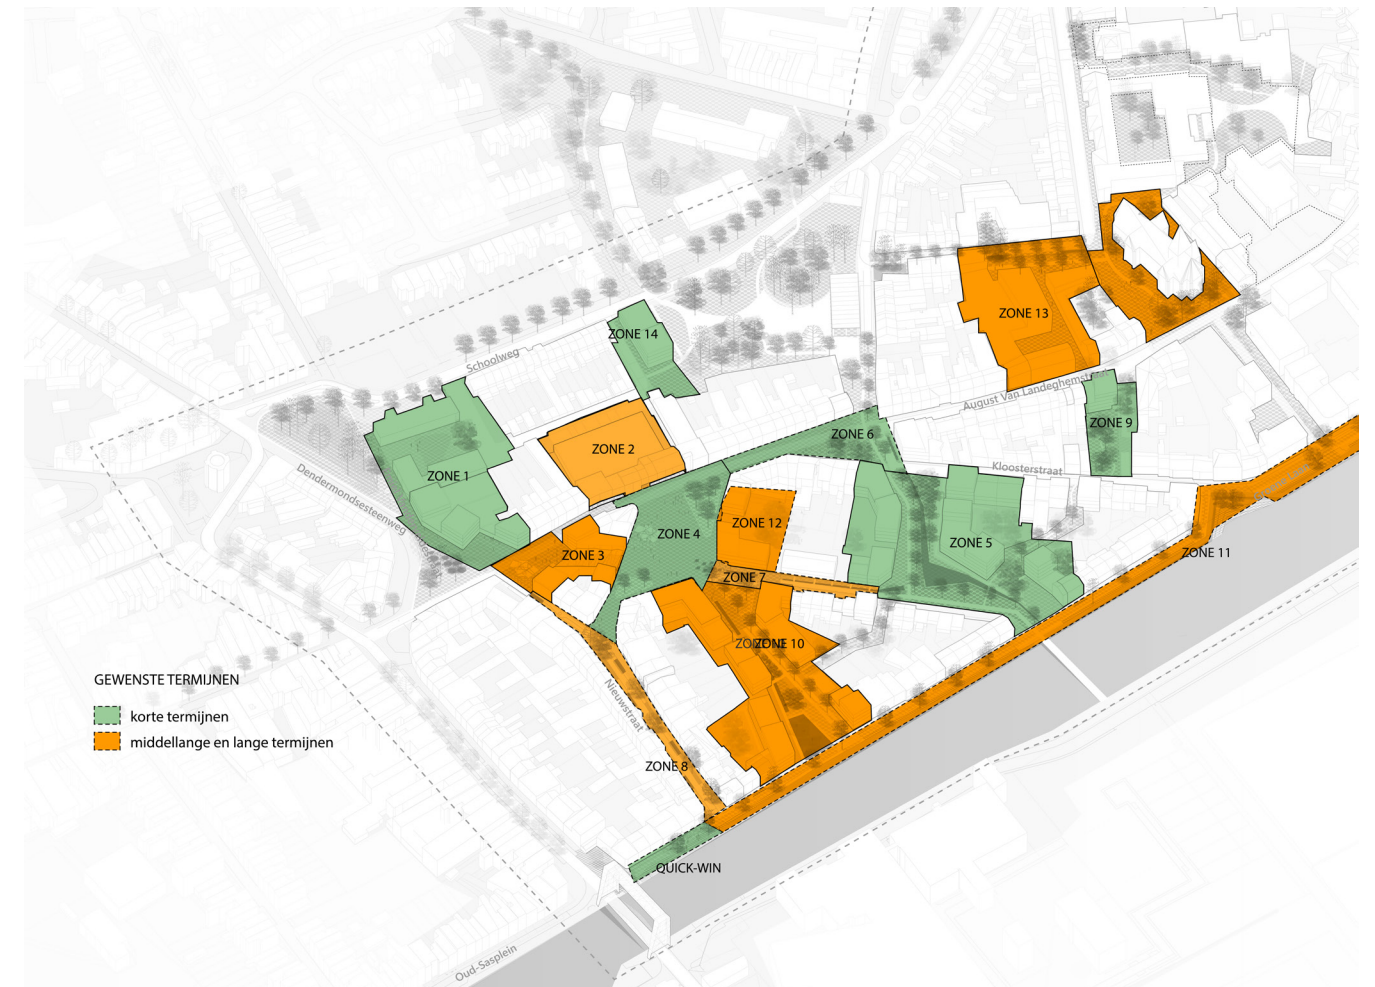 ZONE 13
ZONE 14
Schoolweg
August Van Landeghemstraat
ZONE 9
ZONE 6
ZONE 2
Kloosterstraat
ZONE 1
Dendermondsesteenweg
ZONE 12
ZONE 4
ZONE 5
ZONE 3
ZONE 11
ZONE 7
ZONE 10
Nieuwstraat
GEWENSTE TERMIJNEN
korte termijnen
middellange en lange termijnen
ZONE 8
QUICK-WIN
Oud-Sasplein